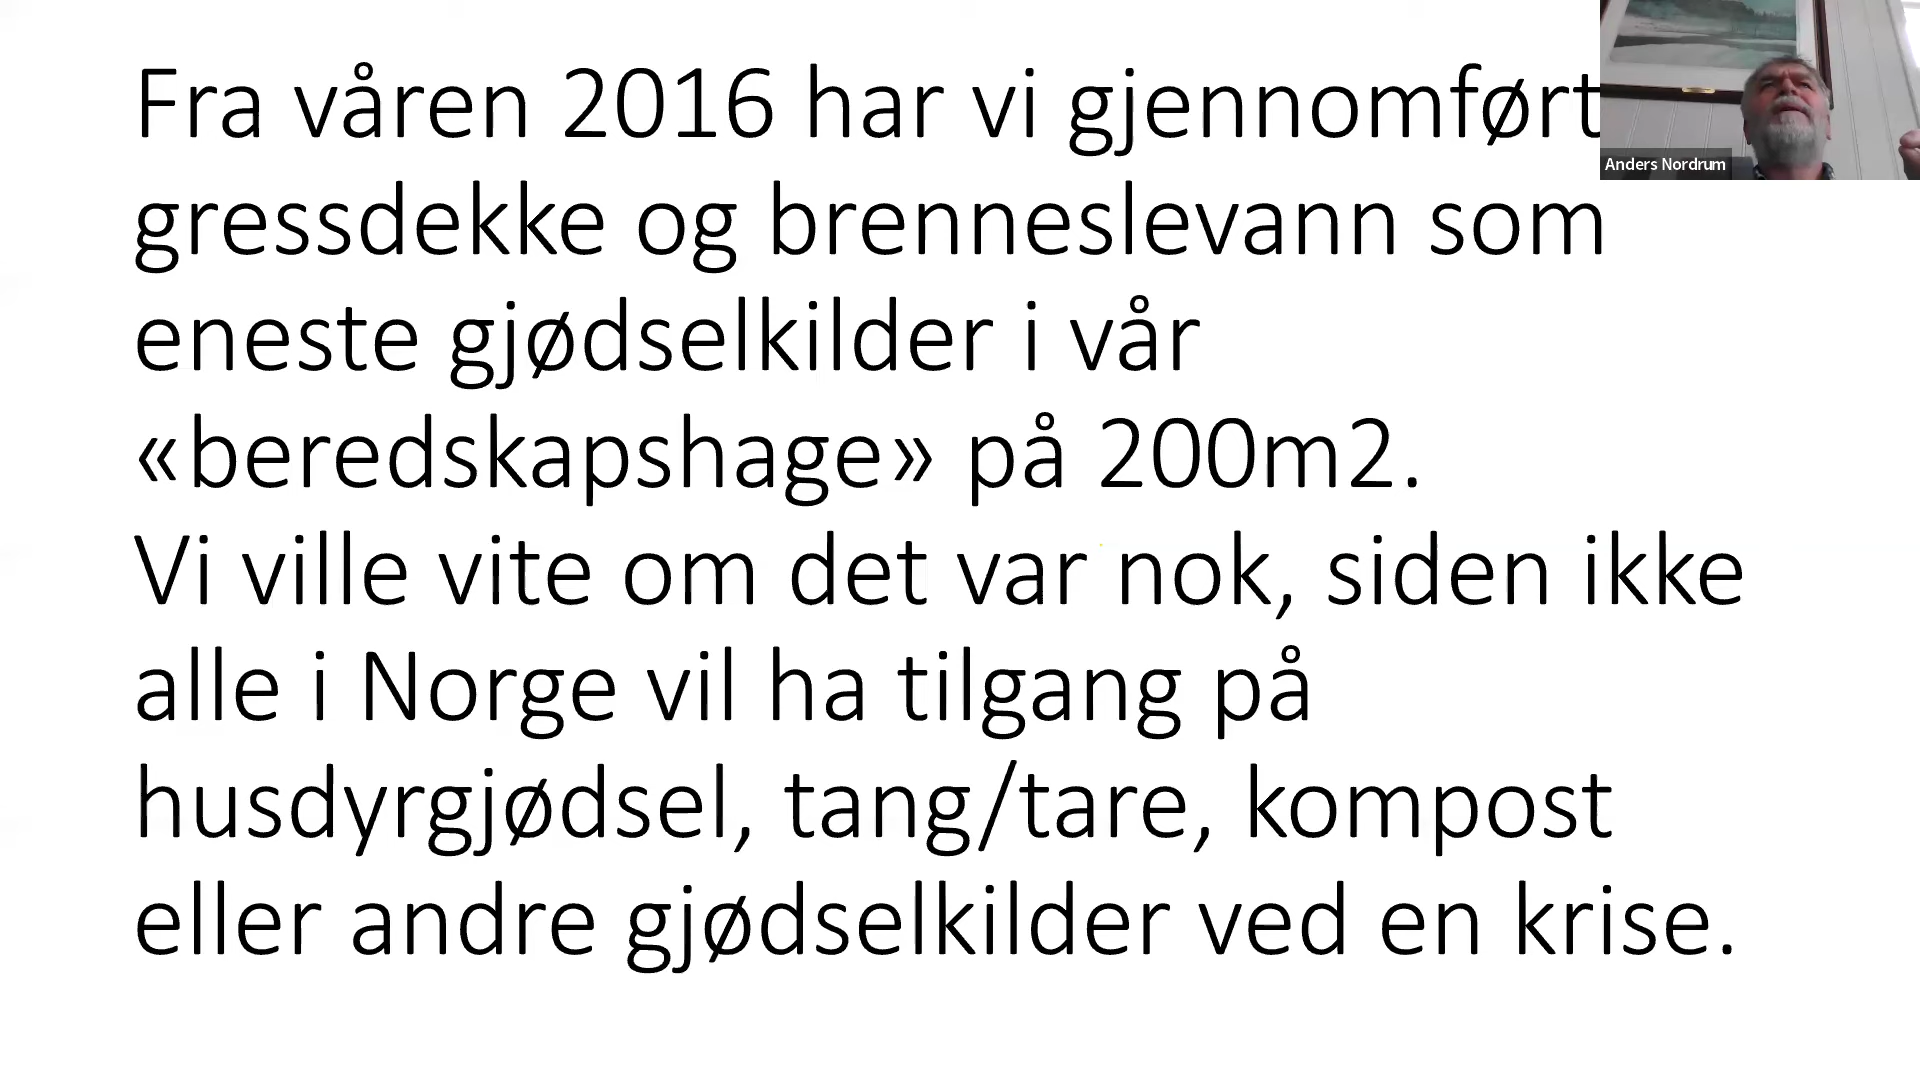 Fra våren 2016 har vi gjennomført
gressdekke og brenneslevann som
eneste gjødselkilder i vår
«beredskapshage» på 200m2.
Vi ville vite om det var nok, siden ikke
alle i Norge vil ha tilgang på
husdyrgjødsel, tang/tare, kompost
eller andre gjødselkilder ved en krise.
Anders Nordrum